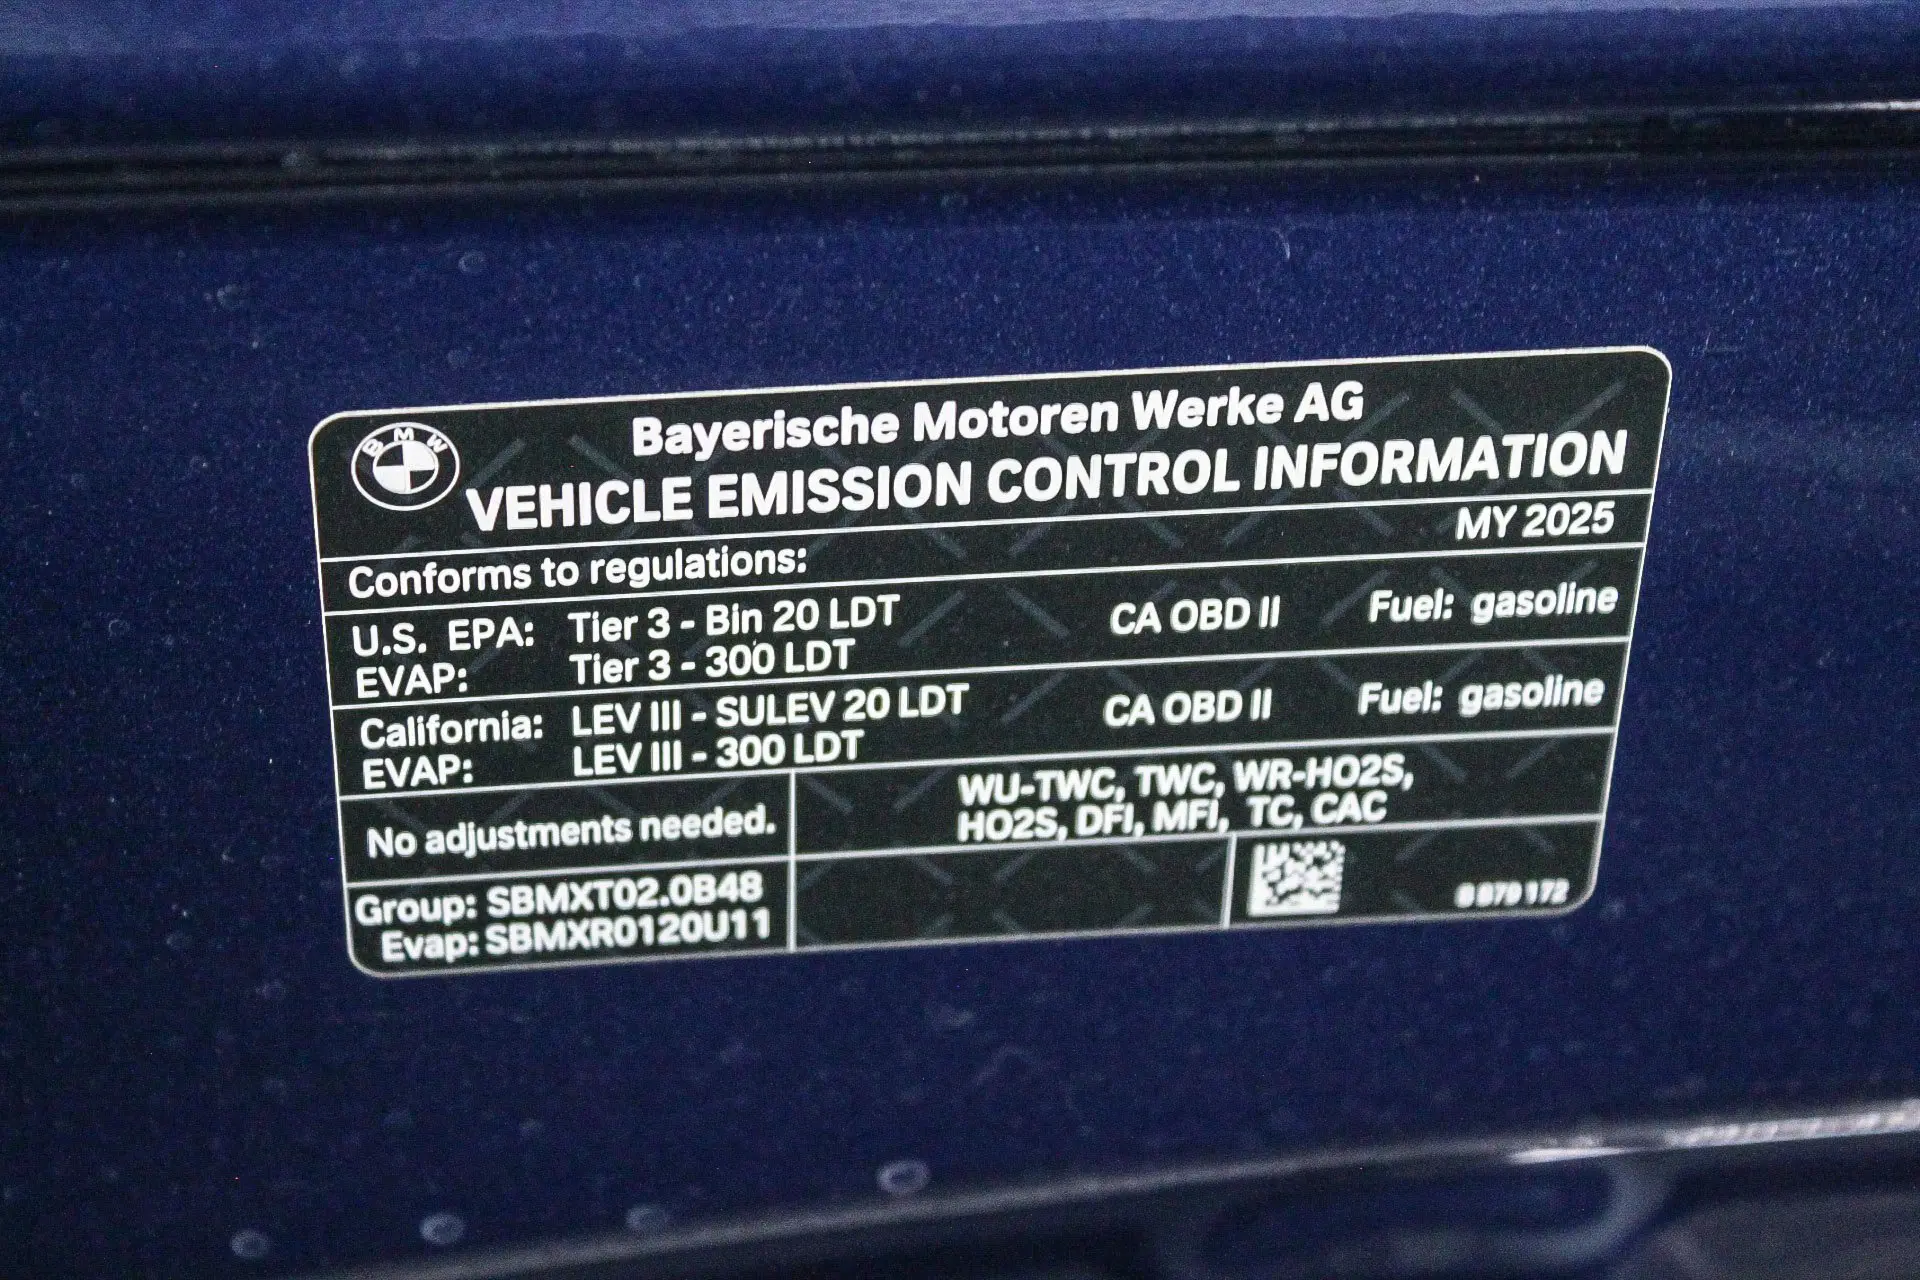 BMW
Bayerische Motoren Werke AG
VEHICLE EMISSION CONTROL INFORMATION
MY 2025
Conforms to regulations:
U.S. EPA: Tier 3 - Bin 20 LDT CA OBD II Fuel: gasoline
EVAP: Tier 3 - 300 LDT
California: LEV III - SULEV 20 LDT CA OBD II Fuel: gasoline
EVAP: LEV III - 300 LDT
No adjustments needed.
WU-TWC, TWC, WR-HO2S,
HO2S, DFI, MFI, TC, CAC
Group: SBMXT02.0B48
Evap: SBMXR0120U11